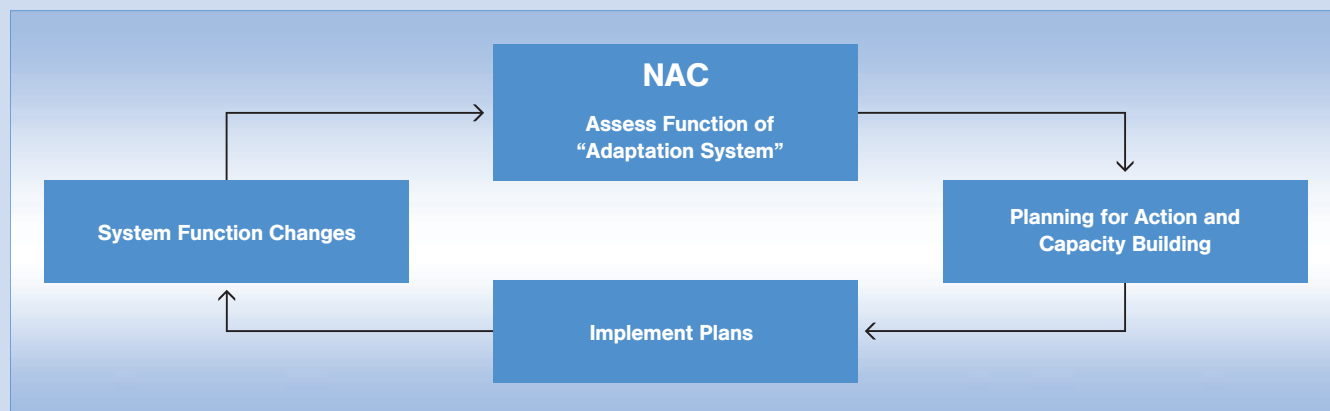 NAC
Assess Function of
“Adaptation System”
System Function Changes
Planning for Action and
Capacity Building
Implement Plans